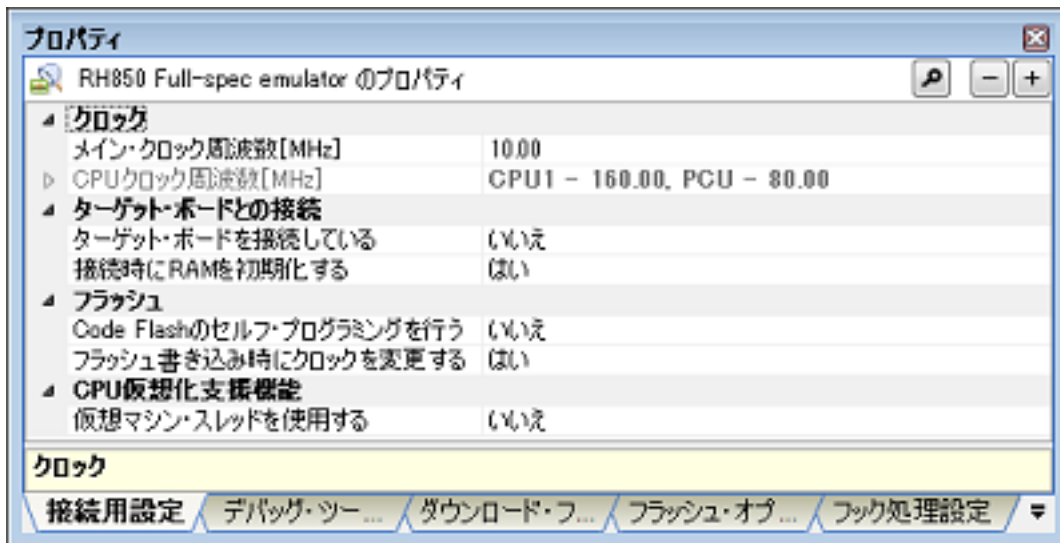 プロパティ
RH850 Full-spec emulator のプロパティ
クロック
メイン・クロック周波数[MHz] 10.00
CPUクロック周波数[MHz] CPU1 - 160.00, PCU - 80.00
ターゲット・ボードとの接続
ターゲット・ボードを接続している いいえ
接続時にRAMを初期化する はい
フラッシュ
Code Flashのセルフ・プログラミングを行う いいえ
フラッシュ書き込み時にクロックを変更する はい
CPU仮想化支援機能
仮想マシン・スレッドを使用する いいえ
クロック
接続用設定 デバッグ・ツー... ダウンロード・フ... フラッシュ・オプ... フック処理設定